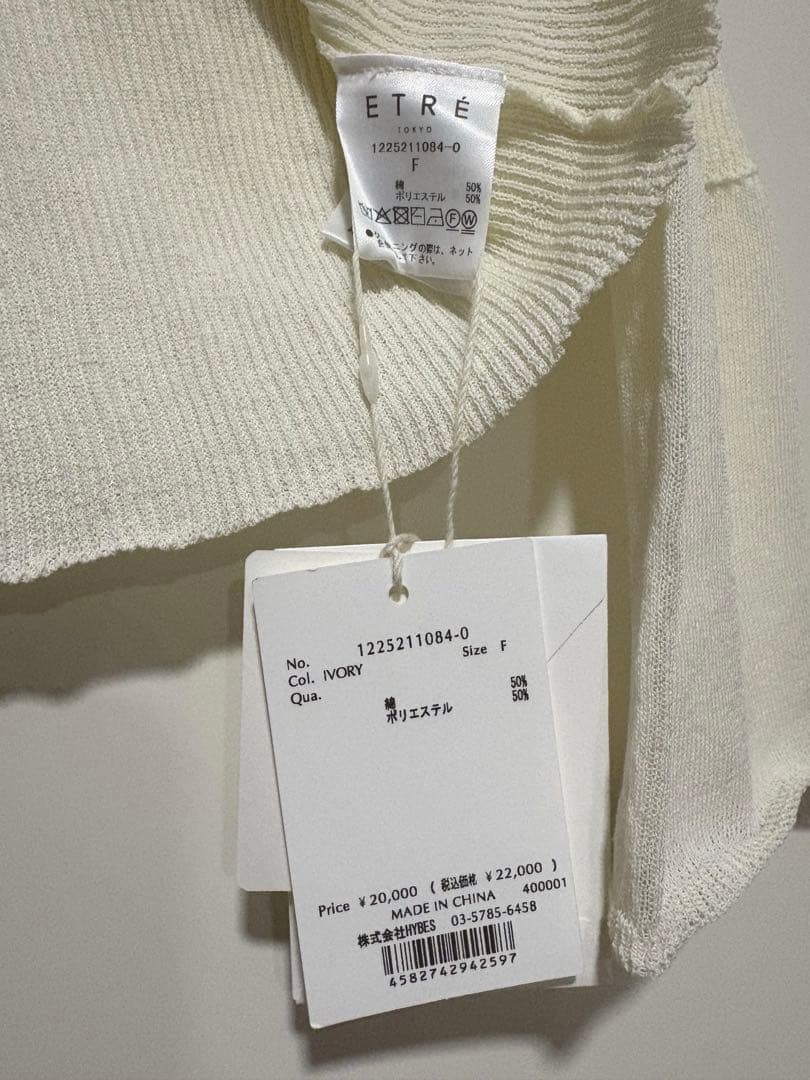 ETRÉ
TOKYO
1225211084-0
F
綿 50%
ポリエステル 50%
F W
ニングの際は、ネット
下さい。
No. 1225211084-0
Col. IVORY Size F
Qua.
綿 50%
ポリエステル 50%
Price ¥20,000 ( 税込価格 ¥22,000 )
MADE IN CHINA 400001
株式会社HYBES 03-5785-6458
4582742942597